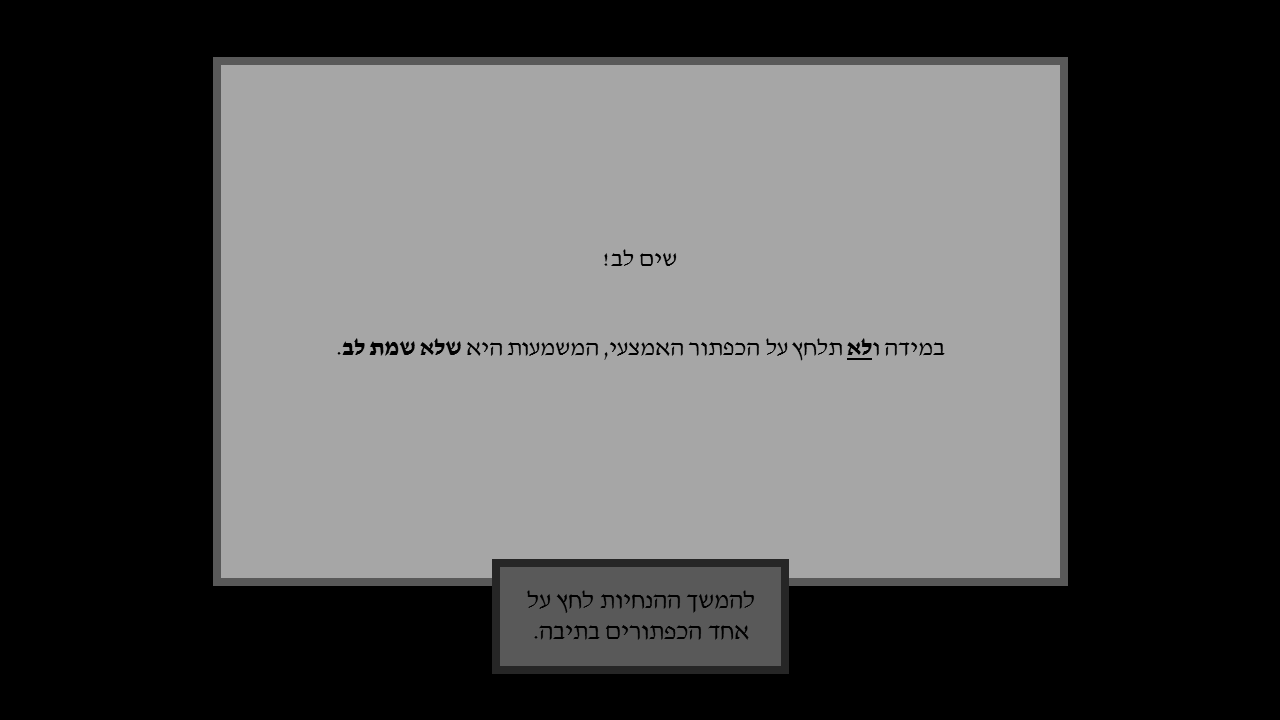 שים לב!
במידה ולא תלחץ על הכפתור האמצעי, המשמעות היא שלא שמת לב.
להמשך ההנחיות לחץ על
אחד הכפתורים בתיבה.